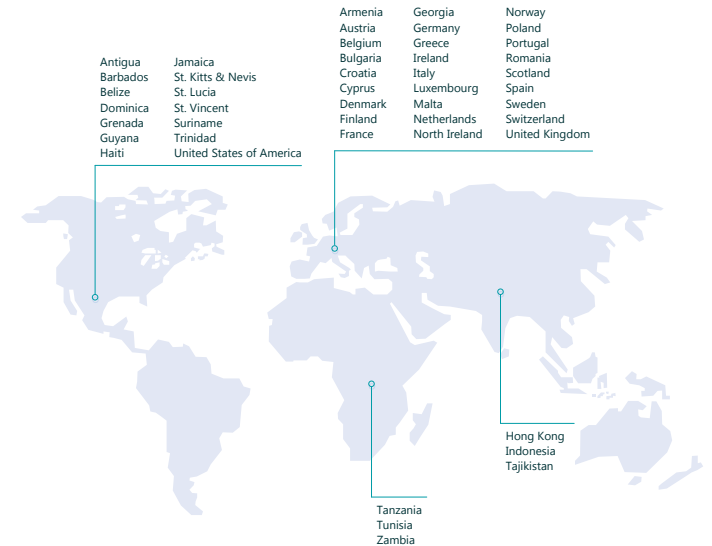 Armenia
Austria
Belgium
Bulgaria
Croatia
Cyprus
Denmark
Finland
France
Georgia
Germany
Greece
Ireland
Italy
Luxembourg
Malta
Netherlands
North Ireland
Norway
Poland
Portugal
Romania
Scotland
Spain
Sweden
Switzerland
United Kingdom
Antigua
Barbados
Belize
Dominica
Grenada
Guyana
Haiti
Jamaica
St. Kitts & Nevis
St. Lucia
St. Vincent
Suriname
Trinidad
United States of America
Hong Kong
Indonesia
Tajikistan
Tanzania
Tunisia
Zambia